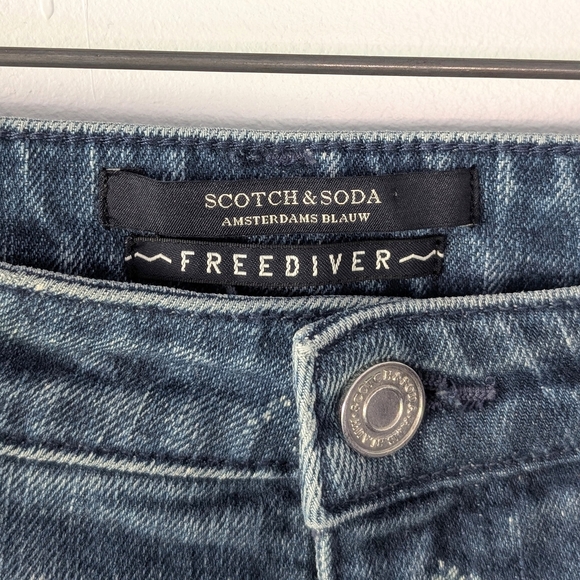 SCOTCH & SODA
AMSTERDAMS BLAUW
FREEDIVER